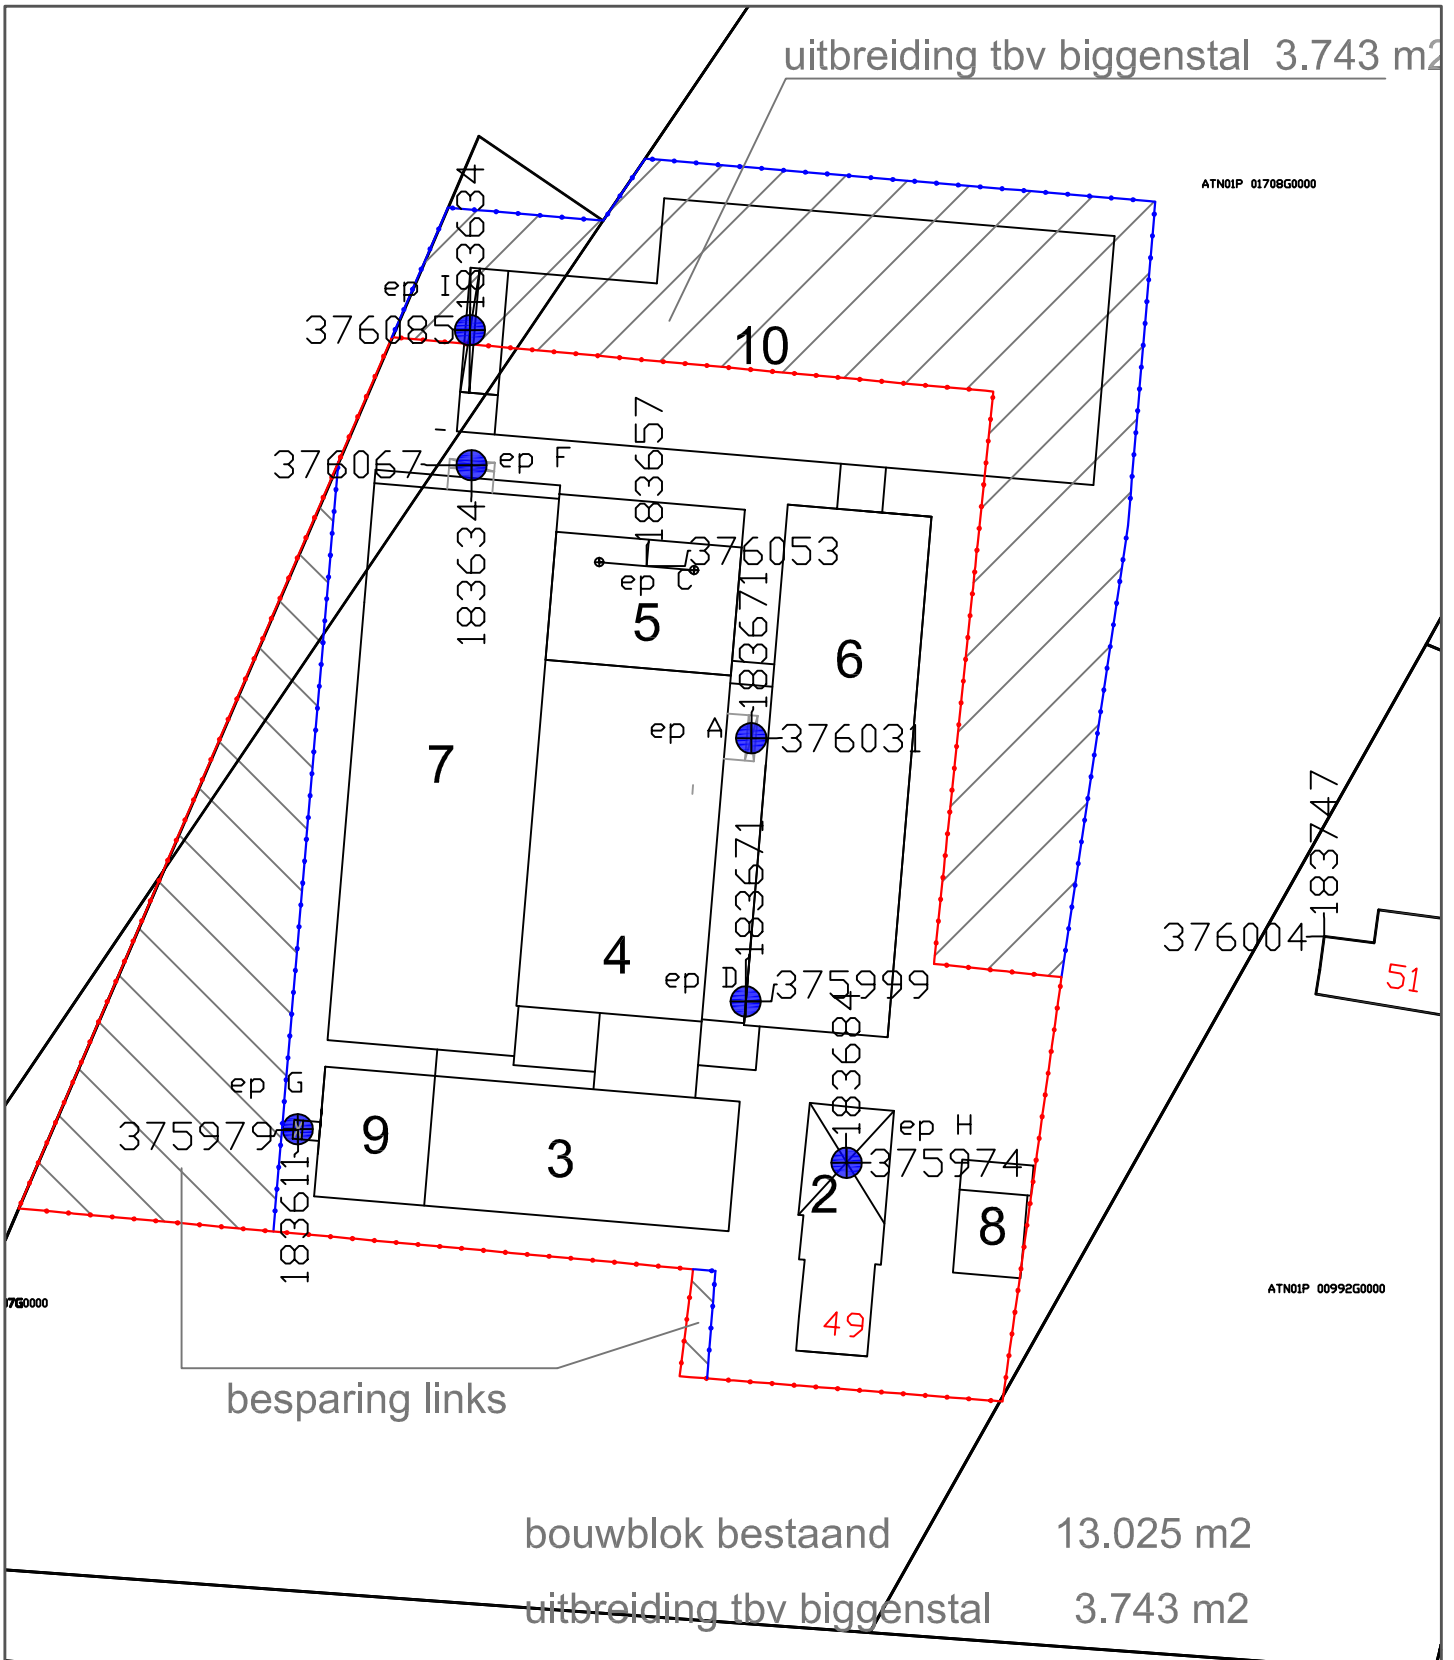 uitbreiding tbv biggenstal 3.743 m2
ATN01P 01708G0000
183634
ep I
376085
10
183657
376067
ep F
183634
376053
ep C
5
183671
6
ep A
376031
7
183747
183671
4
376004
ep D
375999
51
183684
ep G
375979
9
3
183611
ep H
375974
2
8
49
ATN01P 00992G0000
7G0000
besparing links
bouwblok bestaand 13.025 m2
uitbreiding tbv biggenstal 3.743 m2